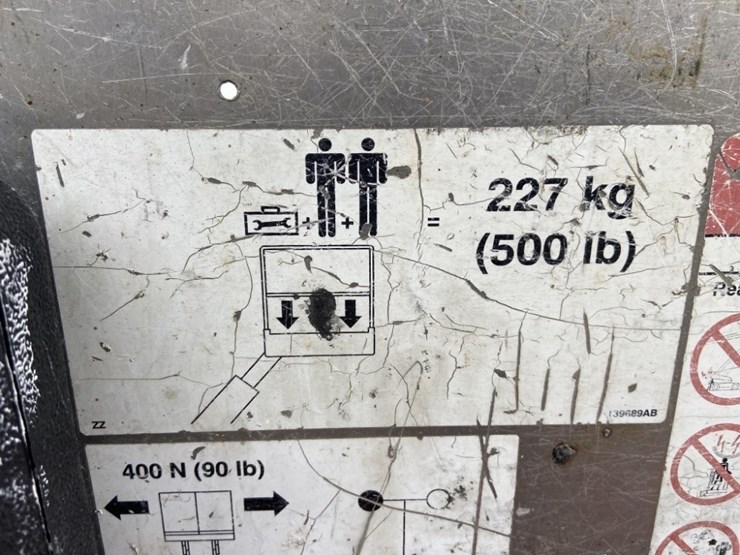 + + = 227 kg
(500 lb)
ZZ
139689AB
400 N (90 lb)